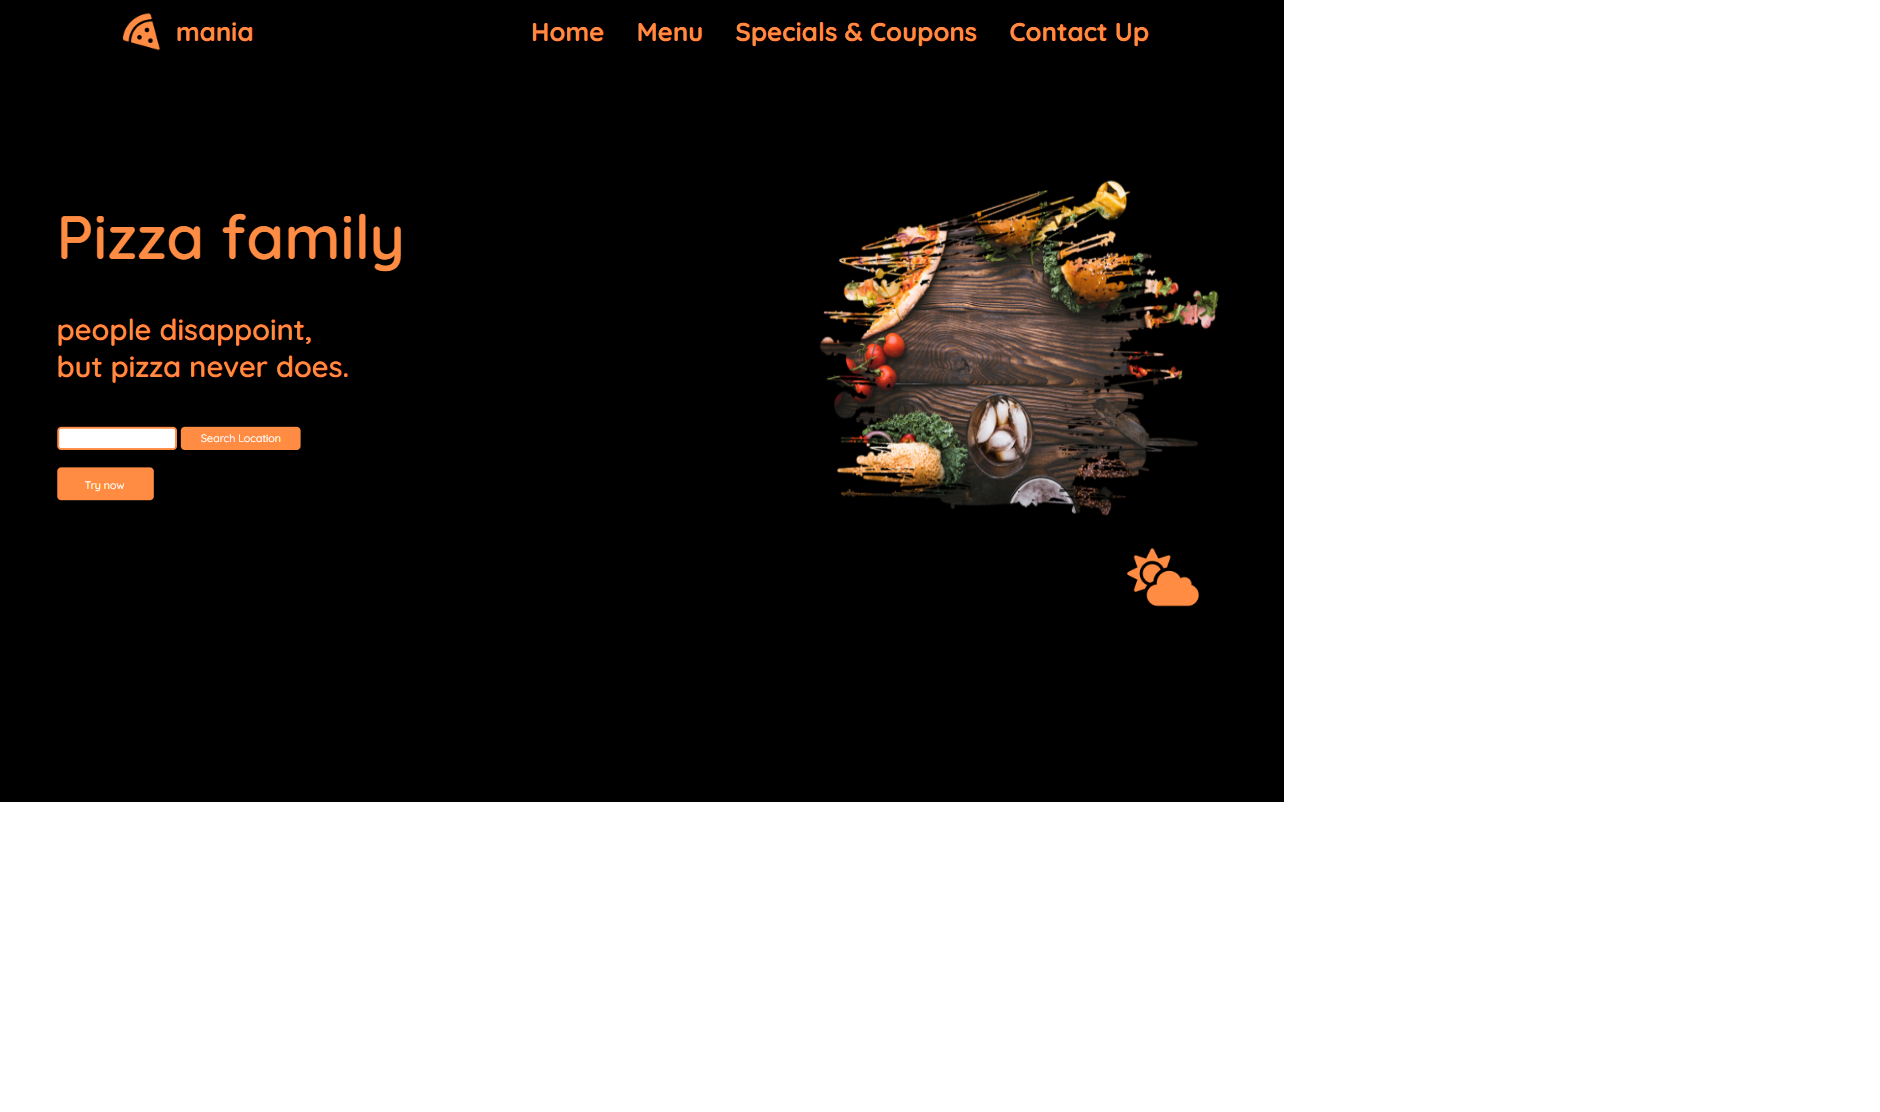 mania
Home Menu Specials & Coupons Contact Up
Pizza family
people disappoint,
but pizza never does.
Search Location
Try now